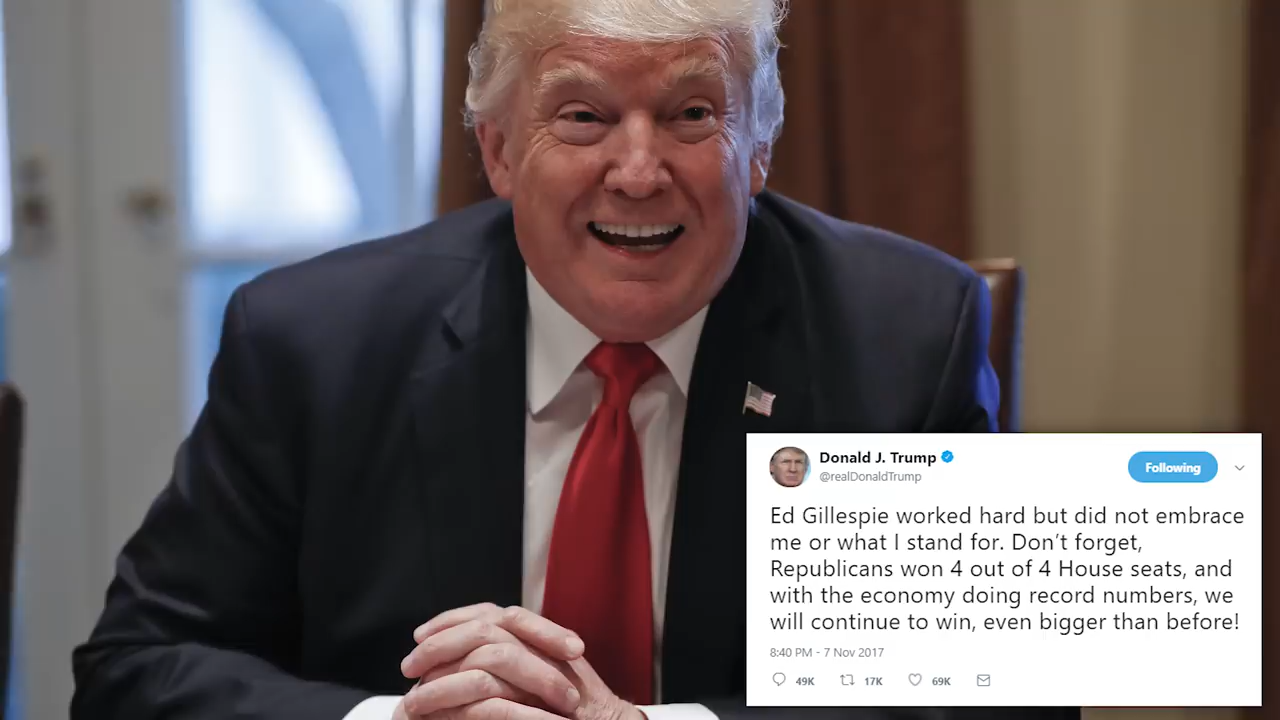 Donald J. Trump
@realDonaldTrump
Following
Ed Gillespie worked hard but did not embrace
me or what I stand for. Don't forget,
Republicans won 4 out of 4 House seats, and
with the economy doing record numbers, we
will continue to win, even bigger than before!
8:40 PM - 7 Nov 2017
49K 17K 69K